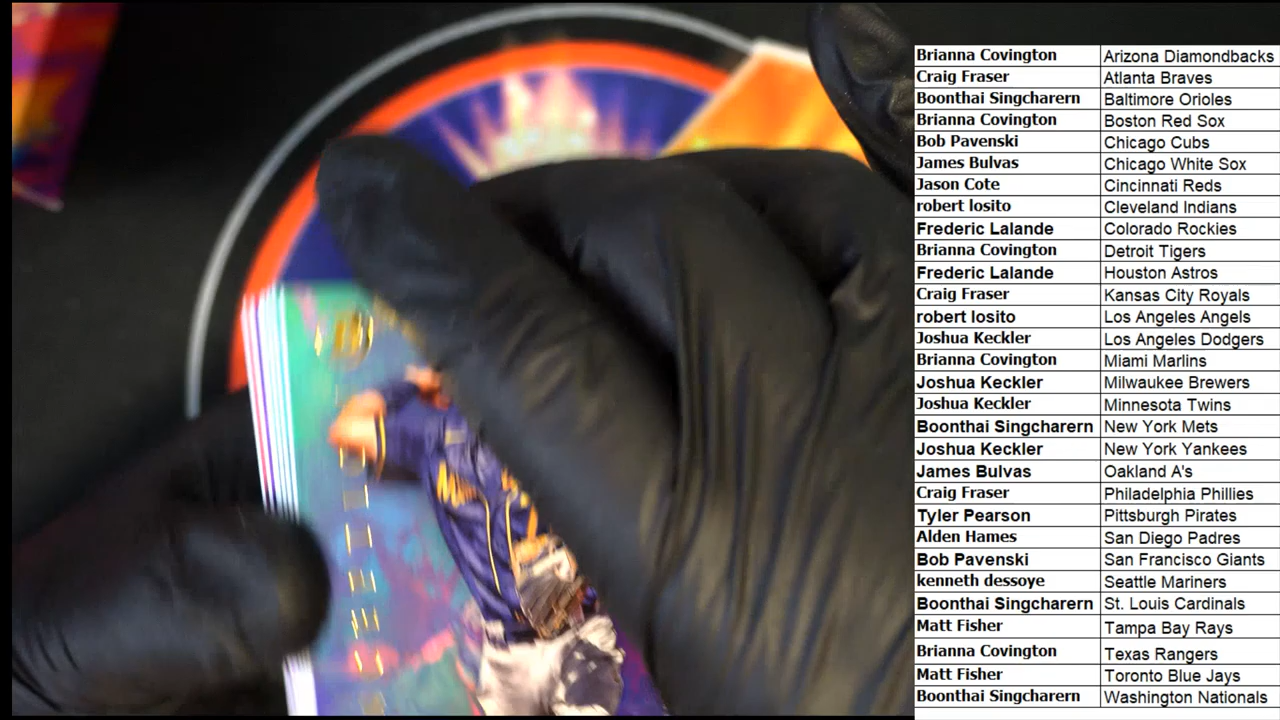 Brianna Covington Arizona Diamondbacks
Craig Fraser Atlanta Braves
Boonthai Singcharern Baltimore Orioles
Brianna Covington Boston Red Sox
Bob Pavenski Chicago Cubs
James Bulvas Chicago White Sox
Jason Cote Cincinnati Reds
robert losito Cleveland Indians
Frederic Lalande Colorado Rockies
Brianna Covington Detroit Tigers
Frederic Lalande Houston Astros
Craig Fraser Kansas City Royals
robert losito Los Angeles Angels
Joshua Keckler Los Angeles Dodgers
Brianna Covington Miami Marlins
Joshua Keckler Milwaukee Brewers
Joshua Keckler Minnesota Twins
Boonthai Singcharern New York Mets
Joshua Keckler New York Yankees
James Bulvas Oakland A's
Craig Fraser Philadelphia Phillies
Tyler Pearson Pittsburgh Pirates
Alden Hames San Diego Padres
Bob Pavenski San Francisco Giants
kenneth dessoye Seattle Mariners
Boonthai Singcharern St. Louis Cardinals
Matt Fisher Tampa Bay Rays
Brianna Covington Texas Rangers
Matt Fisher Toronto Blue Jays
Boonthai Singcharern Washington Nationals